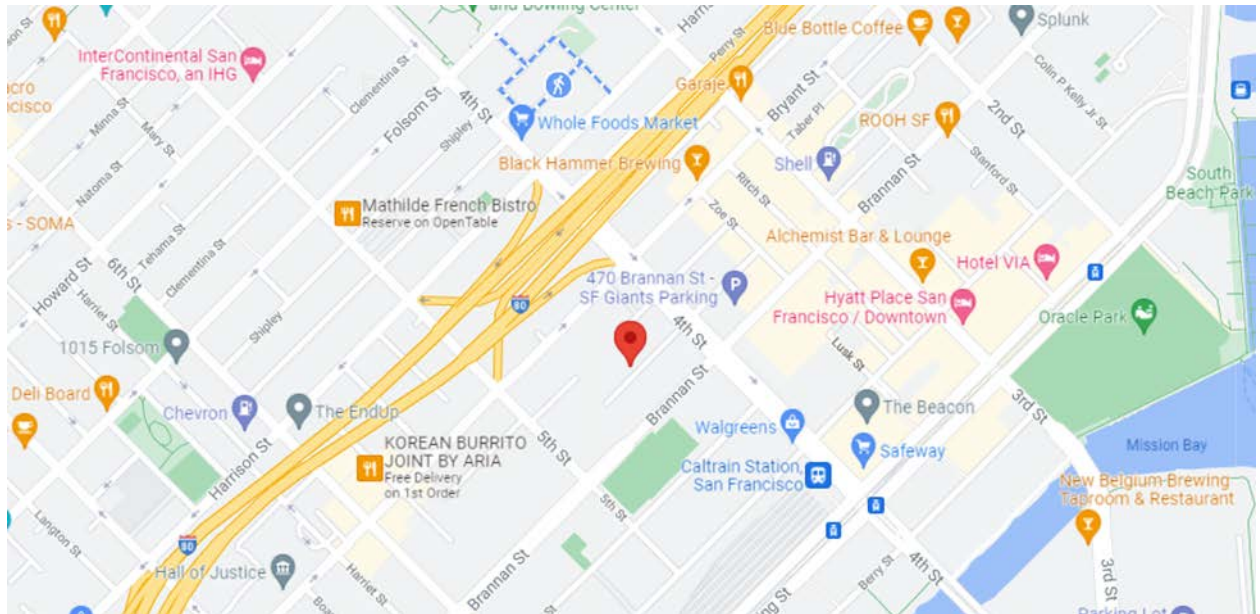 and Bowling Center
Harris
Perry St
Blue Bottle Coffee
Splunk
InterContinental San
Francisco, an IHG
Clementina St
4th St
Garaje
Bryant St
Colin P Kelly Jr St
Folsom St
Taber Pl
2nd St
Minna St
Mary St
Shipley
Whole Foods Market
ROOH SF
Natoma St
Black Hammer Brewing
Shell
Stanford St
Ritch St
Brannan St
South
Beach Park
Mathilde French Bistro
Reserve on OpenTable
Zoe St
s - SOMA
Tehama St
Clementina St
Alchemist Bar & Lounge
Howard St
6th St
Hotel VIA
470 Brannan St -
SF Giants Parking
Harriet St
80
Hyatt Place San
Francisco / Downtown
Oracle Park
Shipley
4th St
1015 Folsom
Lusk St
Deli Board
Chevron
The EndUp
Brannan St
The Beacon
3rd St
Walgreens
KOREAN BURRITO
JOINT BY ARIA
Free Delivery
on 1st Order
5th St
Safeway
Mission Bay
Harrison St
Caltrain Station,
San Francisco
New Belgium Brewing
Taproom & Restaurant
5th St
Langton St
80
Hall of Justice
Harriet St
Brannan St
Berry St
4th St
3rd St
Parking Lot